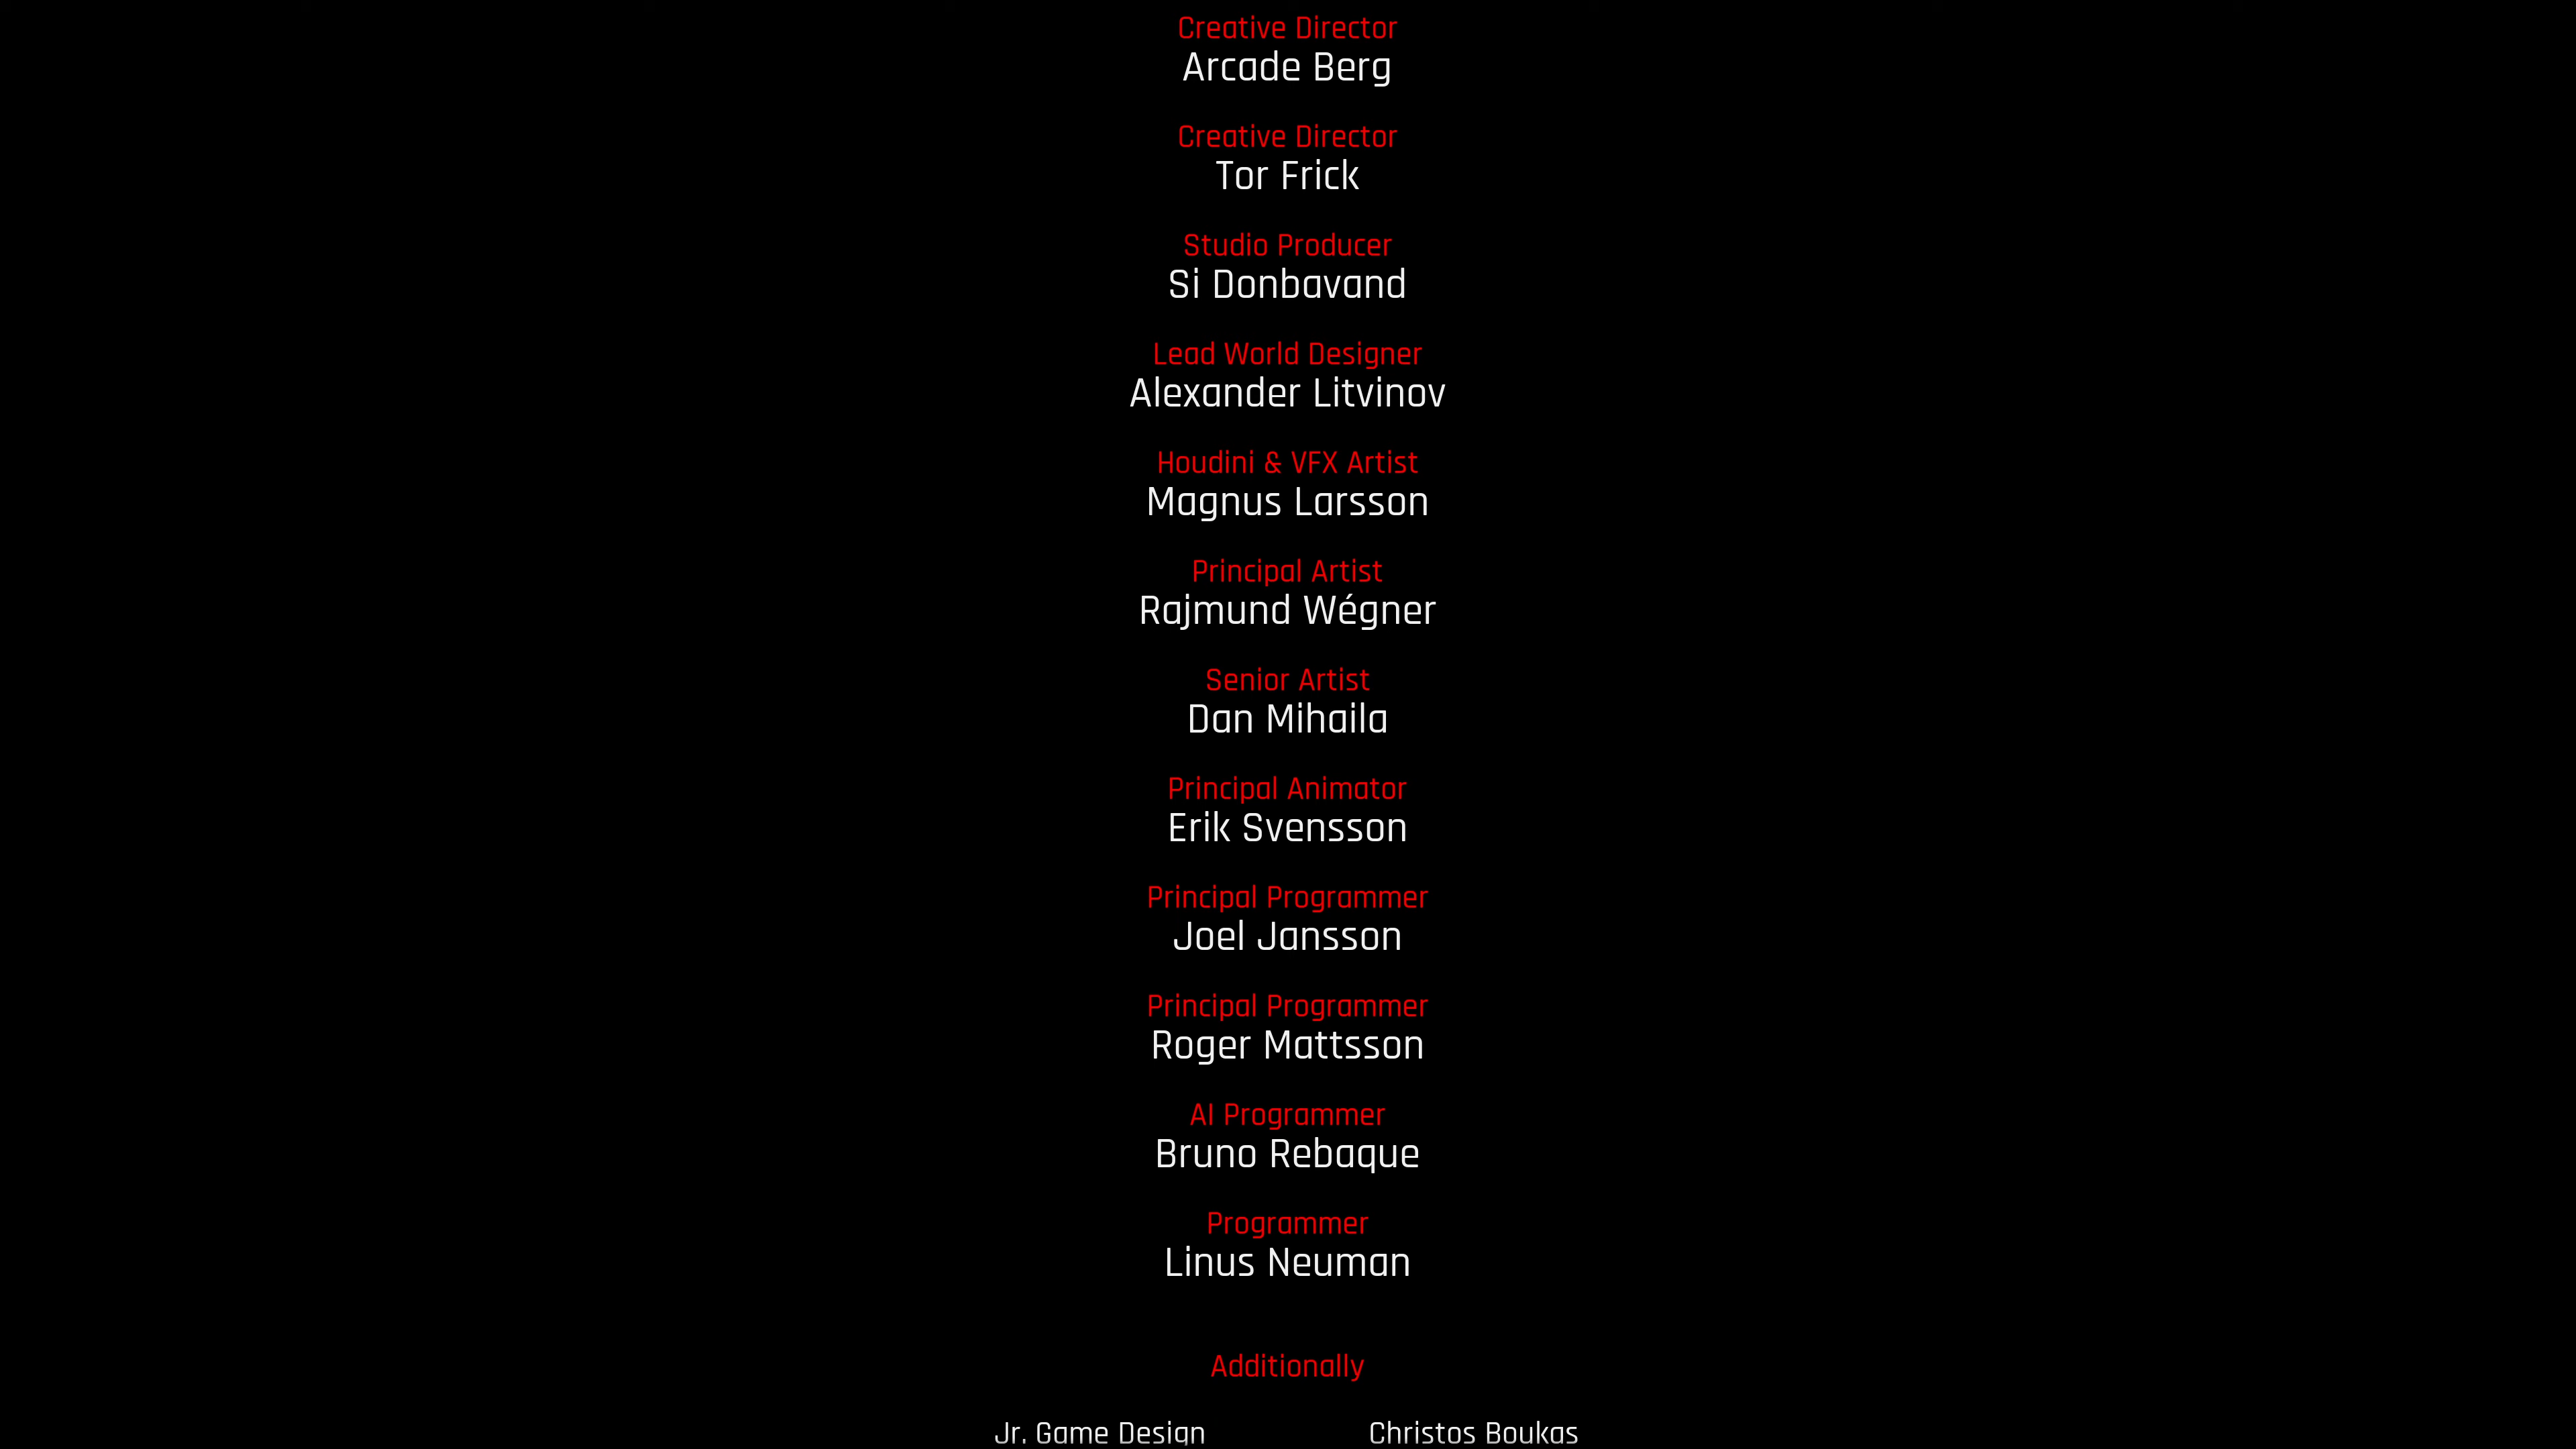 Creative Director
Arcade Berg
Creative Director
Tor Frick
Studio Producer
Si Donbavand
Lead World Designer
Alexander Litvinov
Houdini & VFX Artist
Magnus Larsson
Principal Artist
Rajmund Wégner
Senior Artist
Dan Mihaila
Principal Animator
Erik Svensson
Principal Programmer
Joel Jansson
Principal Programmer
Roger Mattsson
AI Programmer
Bruno Rebaque
Programmer
Linus Neuman
Additionally
Jr. Game Design Christos Boukas